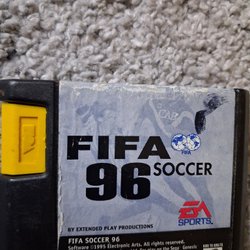 FIFA
96 SOCCER
FIFA
EA
SPORTS
BY EXTENDED PLAY PRODUCTIONS
FIFA SOCCER 96
Software ©1995 Electronic Arts. All rights reserved.